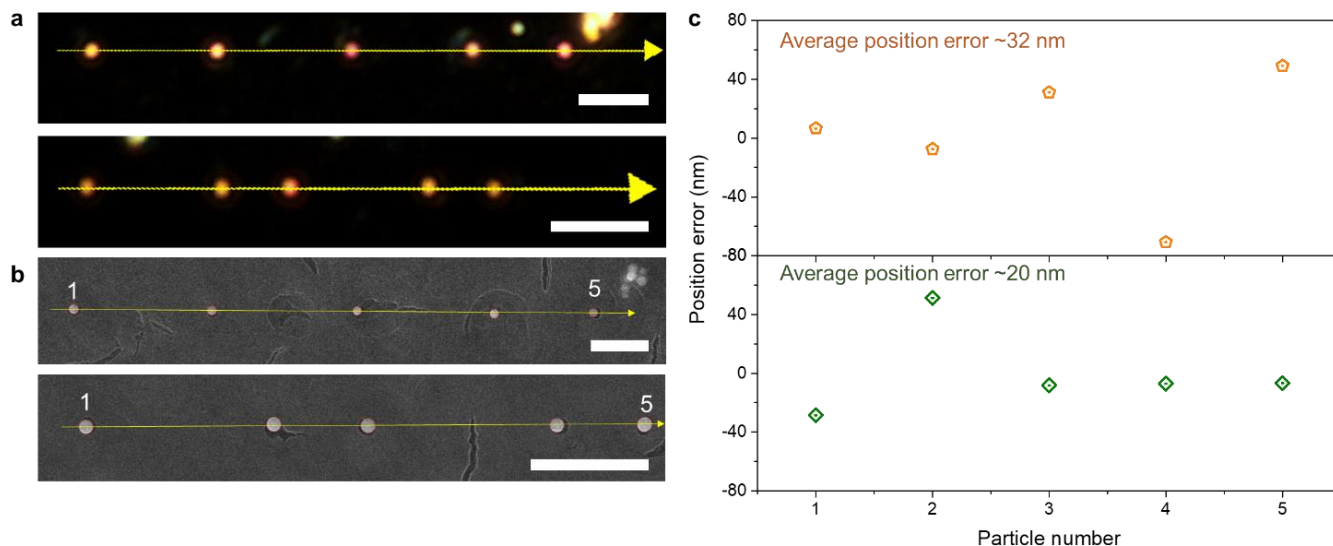 a
b
1
5
1
5
c
Average position error ~32 nm
80
40
0
-40
-80
Average position error ~20 nm
40
0
-40
-80
Position error (nm)
1
2
3
4
5
Particle number